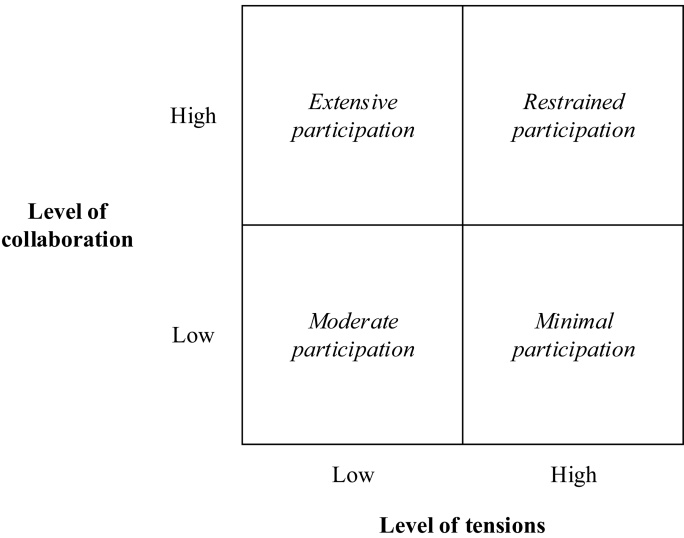 Extensive
participation
Restrained
participation
High
Level of
collaboration
Moderate
participation
Minimal
participation
Low
Low
High
Level of tensions